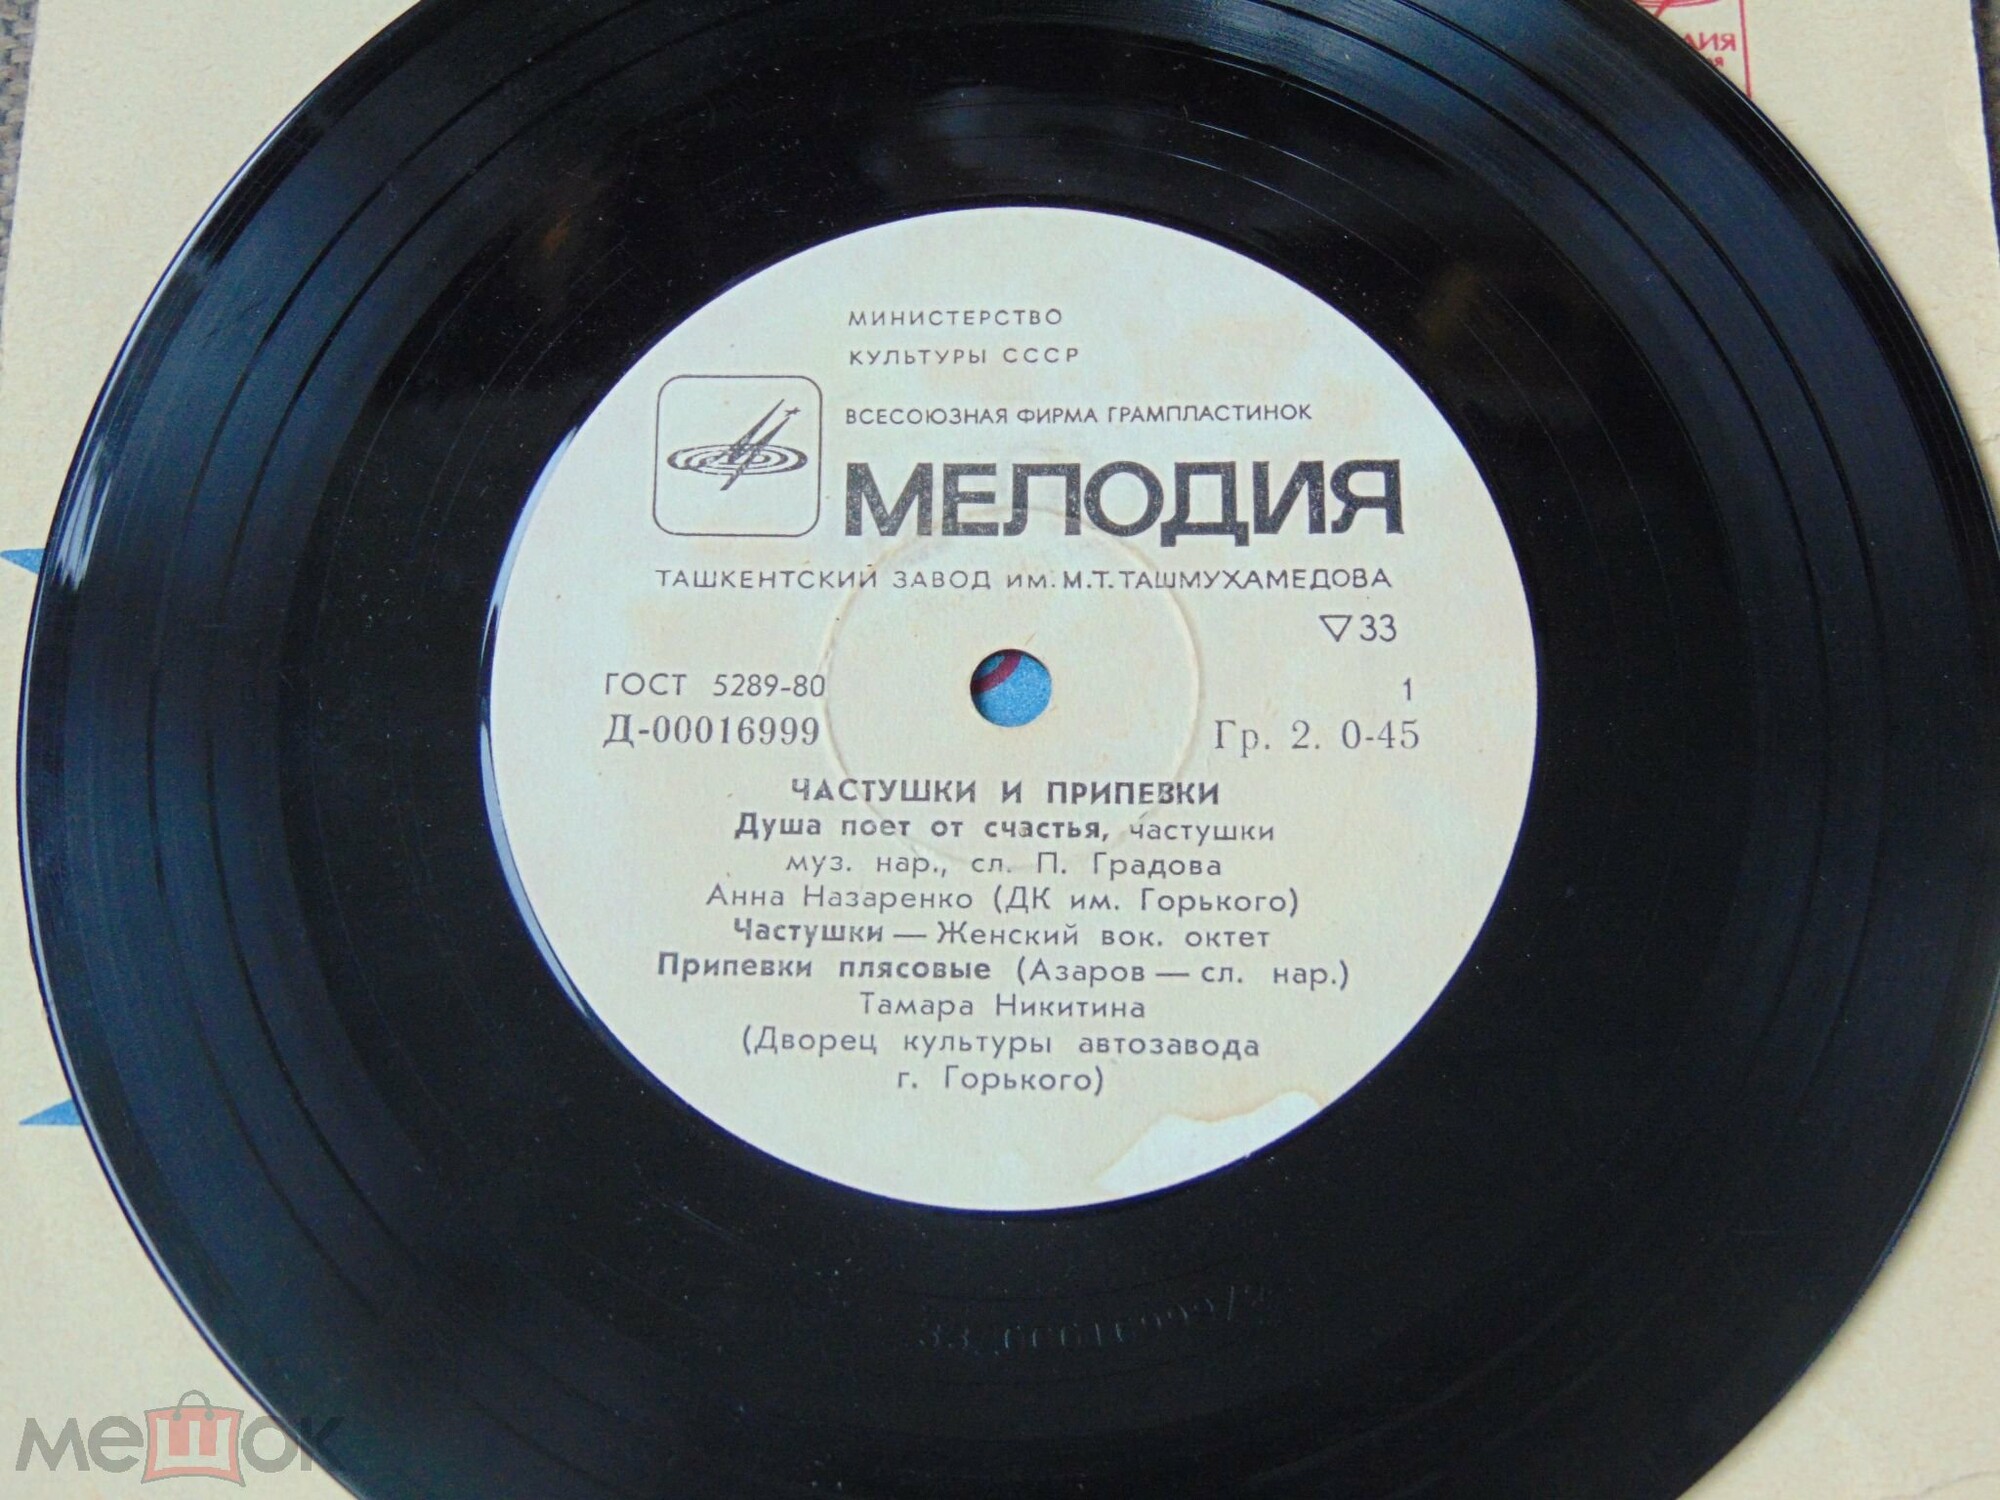 ЛИЯ
МИНИСТЕРСТВО
КУЛЬТУРЫ СССР
ВСЕСОЮЗНАЯ ФИРМА ГРАМПЛАСТИНОК
МЕЛОДИЯ
ТАШКЕНТСКИЙ ЗАВОД ИМ. М.Т. ТАШМУХАМЕДОВА
▽33
ГОСТ 5289-80 1
Д-00016999 Гр. 2. 0-45
ЧАСТУШКИ И ПРИПЕВКИ
Душа поет от счастья, частушки
муз. нар., сл. П. Градова
Анна Назаренко (ДК им. Горького)
Частушки — Женский вок. октет
Припевки плясовые (Азаров — сл. нар.)
Тамара Никитина
(Дворец культуры автозавода
г. Горького)
мешок